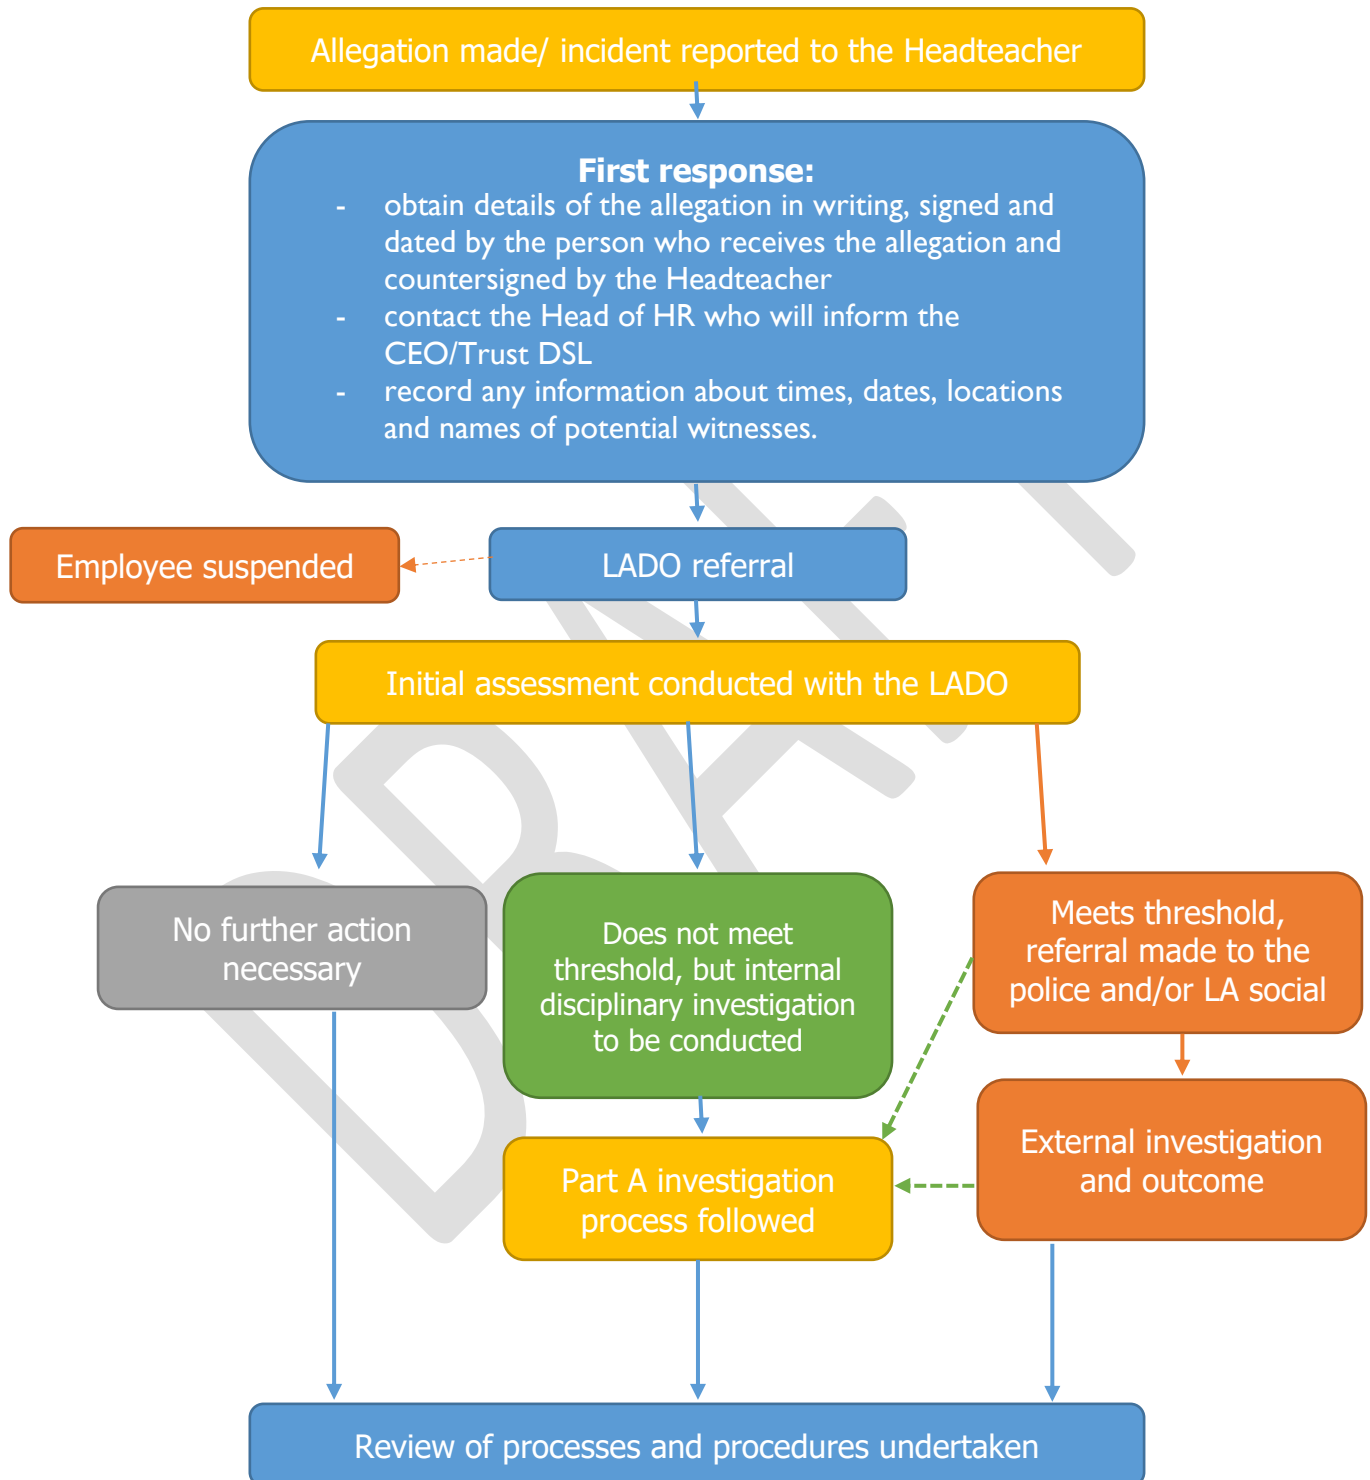 Allegation made/ incident reported to the Headteacher
First response:
- obtain details of the allegation in writing, signed and
dated by the person who receives the allegation and
countersigned by the Headteacher
- contact the Head of HR who will inform the
CEO/Trust DSL
- record any information about times, dates, locations
and names of potential witnesses.
Employee suspended
LADO referral
Initial assessment conducted with the LADO
No further action
necessary
Does not meet
threshold, but internal
disciplinary investigation
to be conducted
Meets threshold,
referral made to the
police and/or LA social
Part A investigation
process followed
External investigation
and outcome
Review of processes and procedures undertaken
DRAFT